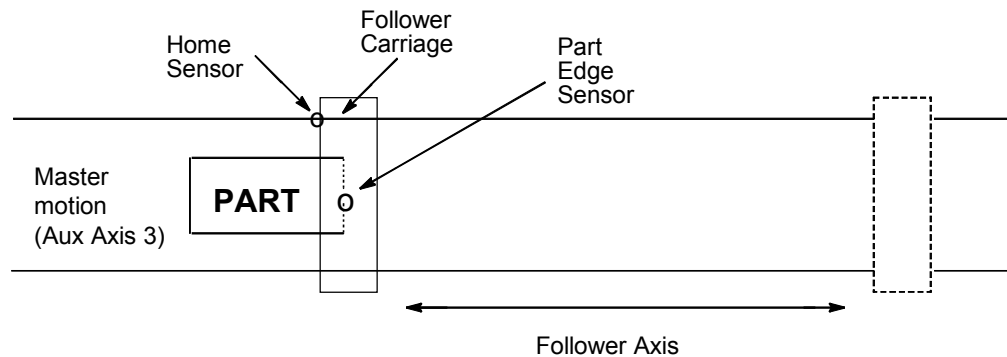 Home
Sensor
Follower
Carriage
Part
Edge
Sensor
Master
motion
(Aux Axis 3)
PART
Follower Axis